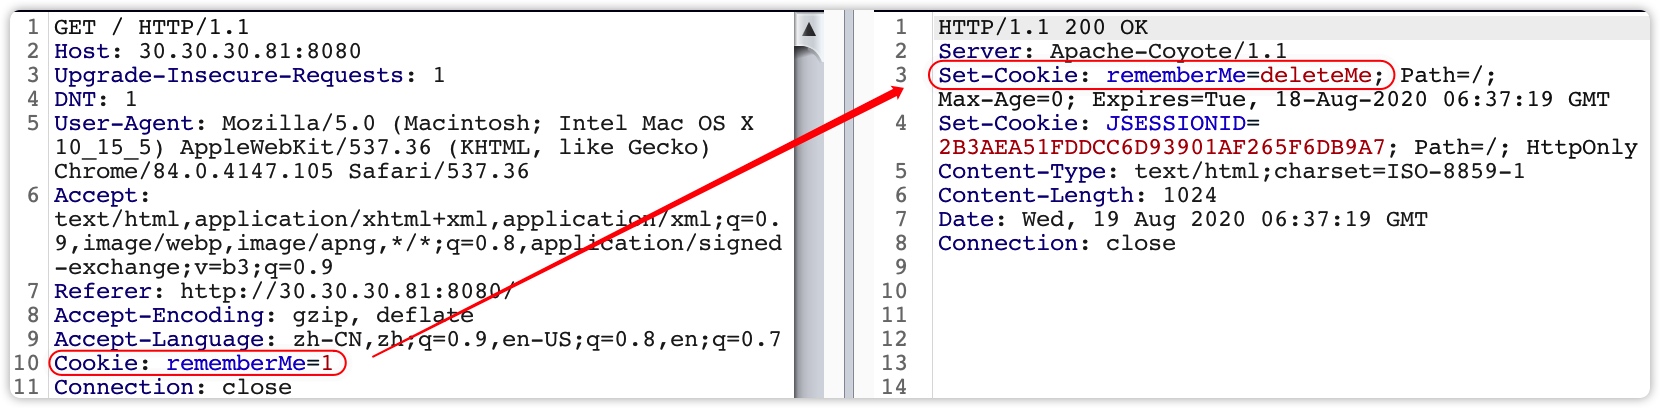 1 GET / HTTP/1.1
2 Host: 30.30.30.81:8080
3 Upgrade-Insecure-Requests: 1
4 DNT: 1
5 User-Agent: Mozilla/5.0 (Macintosh; Intel Mac OS X
10_15_5) AppleWebKit/537.36 (KHTML, like Gecko)
Chrome/84.0.4147.105 Safari/537.36
6 Accept:
text/html,application/xhtml+xml,application/xml;q=0.
9,image/webp,image/apng,*/*;q=0.8,application/signed
-exchange;v=b3;q=0.9
7 Referer: http://30.30.30.81:8080/
8 Accept-Encoding: gzip, deflate
9 Accept-Language: zh-CN,zh;q=0.9,en-US;q=0.8,en;q=0.7
10 Cookie: rememberMe=1
11 Connection: close
1 HTTP/1.1 200 OK
2 Server: Apache-Coyote/1.1
3 Set-Cookie: rememberMe=deleteMe; Path=/;
Max-Age=0; Expires=Tue, 18-Aug-2020 06:37:19 GMT
4 Set-Cookie: JSESSIONID=
2B3AEA51FDDCC6D93901AF265F6DB9A7; Path=/; HttpOnly
5 Content-Type: text/html;charset=ISO-8859-1
6 Content-Length: 1024
7 Date: Wed, 19 Aug 2020 06:37:19 GMT
8 Connection: close
9
10
11
12
13
14